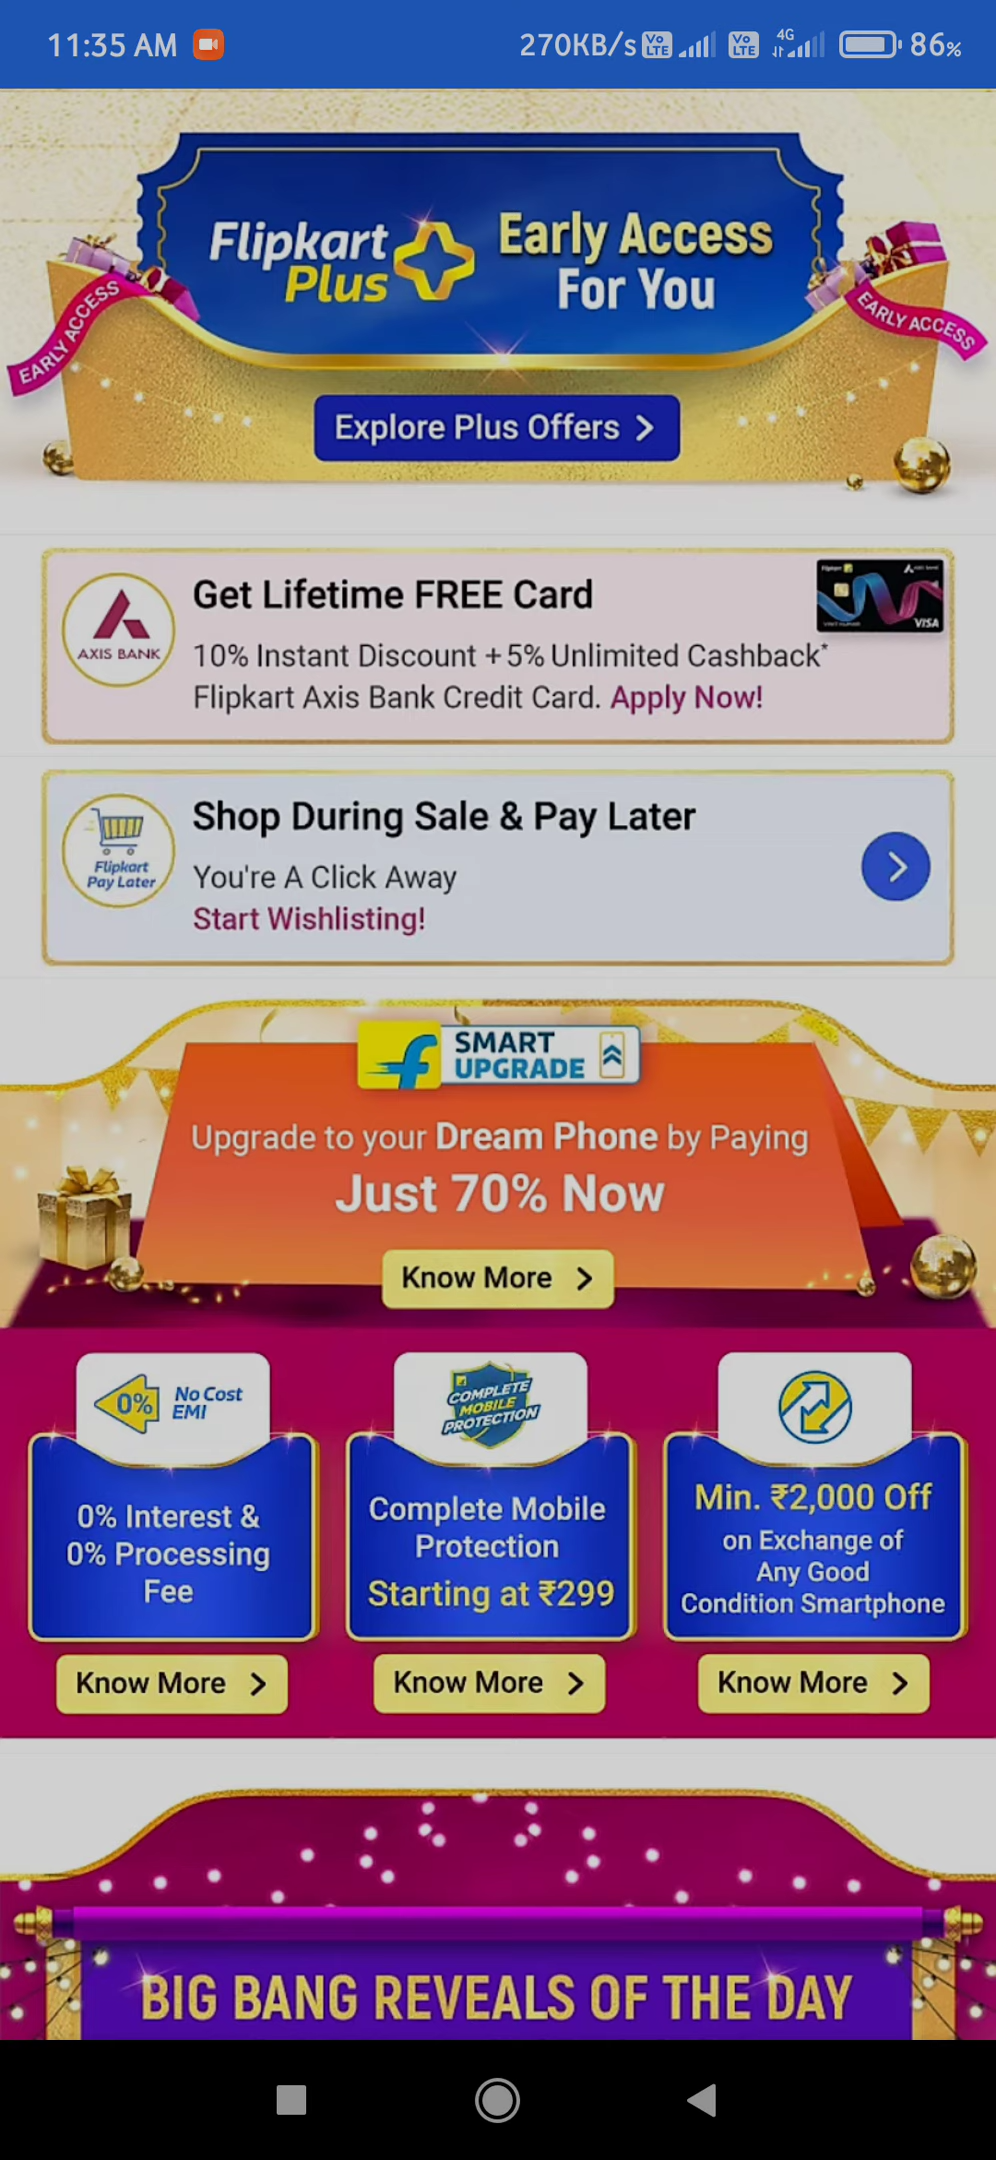 11:35 AM 270KB/s Vo LTE Vo LTE 4G 86%
Flipkart Plus
Early Access For You
EARLY ACCESS
EARLY ACCESS
Explore Plus Offers
AXIS BANK
Get Lifetime FREE Card
10% Instant Discount + 5% Unlimited Cashback*
Flipkart Axis Bank Credit Card. Apply Now!
VISA
Flipkart
Pay Later
Shop During Sale & Pay Later
You're A Click Away
Start Wishlisting!
SMART
UPGRADE
Upgrade to your Dream Phone by Paying
Just 70% Now
Know More
0% No Cost
EMI
0% Interest &
0% Processing
Fee
Know More
COMPLETE
MOBILE
PROTECTION
Complete Mobile
Protection
Starting at ₹299
Know More
Min. ₹2,000 Off
on Exchange of
Any Good
Condition Smartphone
Know More
BIG BANG REVEALS OF THE DAY